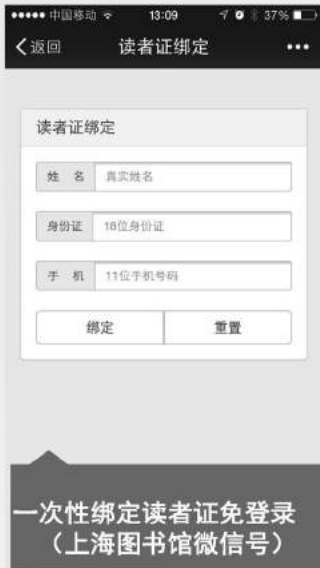 中国移动 13:09 37%
返回 读者证绑定
读者证绑定
姓 名 真实姓名
身份证 18位身份证
手 机 11位手机号码
绑定 重置
一次性绑定读者证免登录
（上海图书馆微信号）